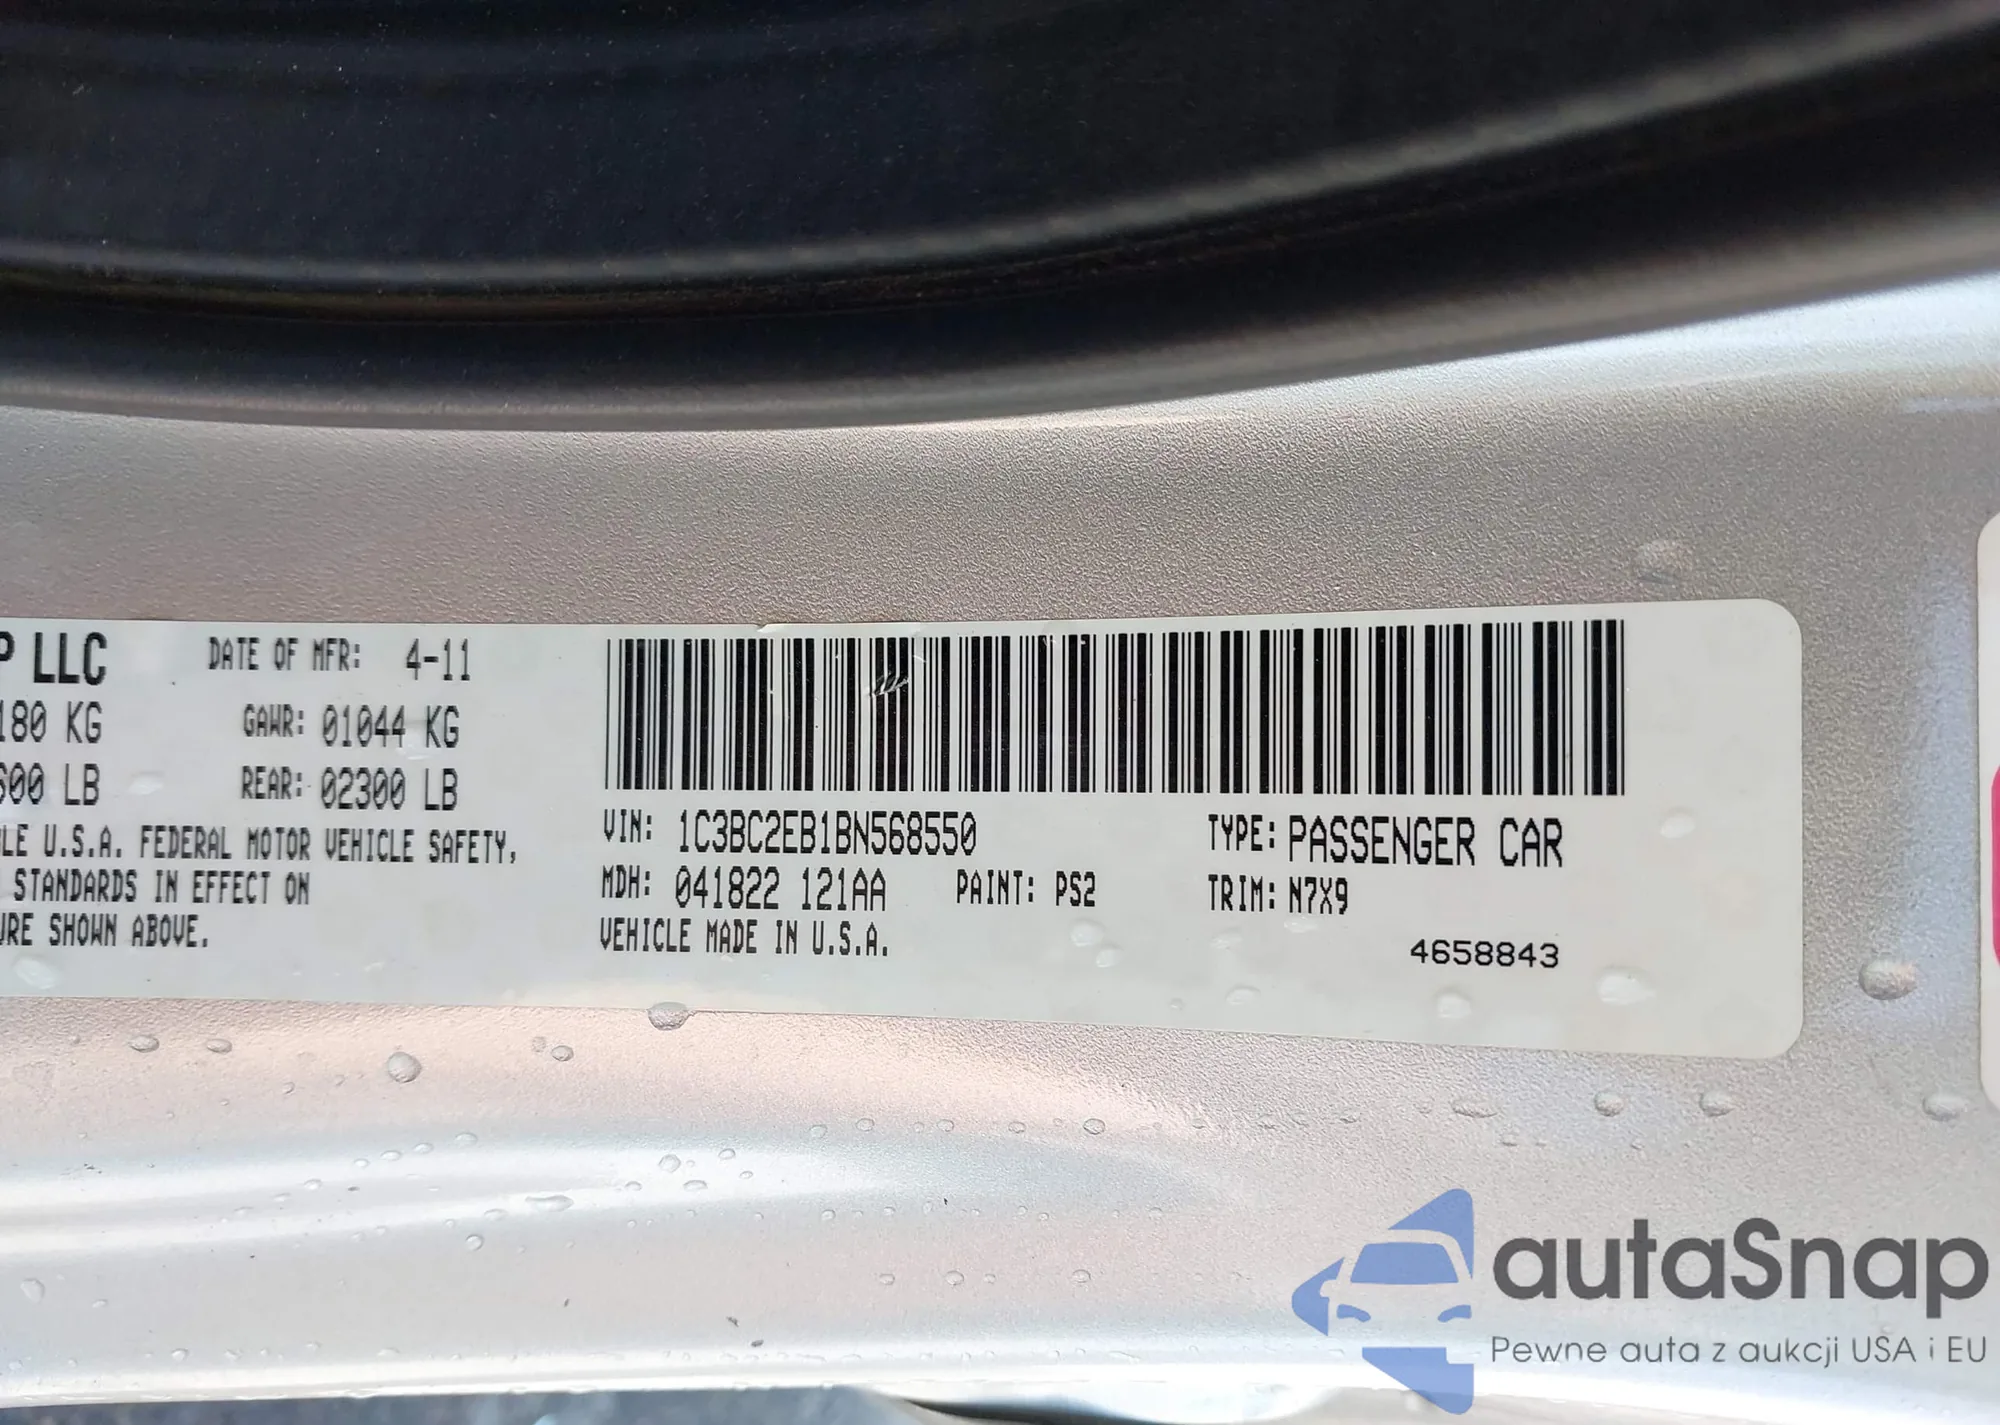 P LLC DATE OF MFR: 4-11
180 KG GAWR: 01044 KG
600 LB REAR: 02300 LB
LE U.S.A. FEDERAL MOTOR VEHICLE SAFETY,
STANDARDS IN EFFECT ON
URE SHOWN ABOVE.
VIN: 1C3BC2EB1BN568550 TYPE: PASSENGER CAR
MDH: 041822 121AA PAINT: PS2 TRIM: N7X9
VEHICLE MADE IN U.S.A.
4658843
autaSnap
Pewne auta z aukcji USA i EU